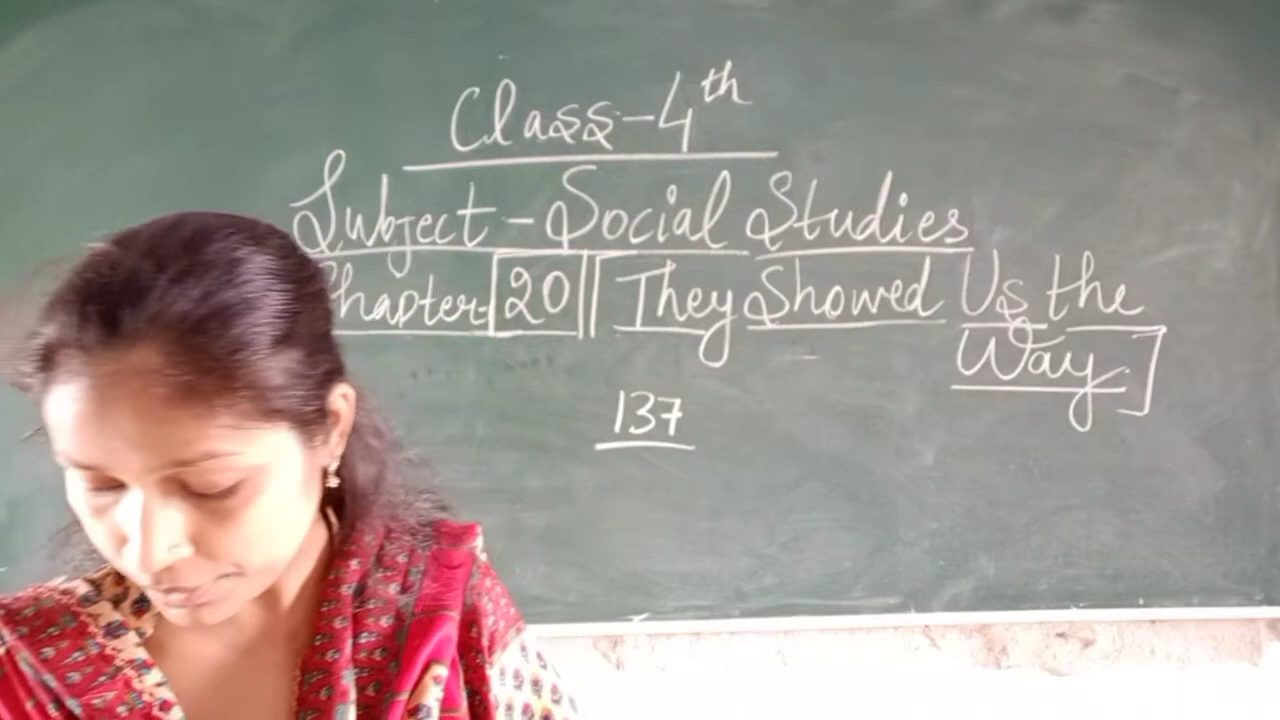 Class-4th
Subject - Social Studies
Chapter-20 || They Showed Us the
Way.]
137